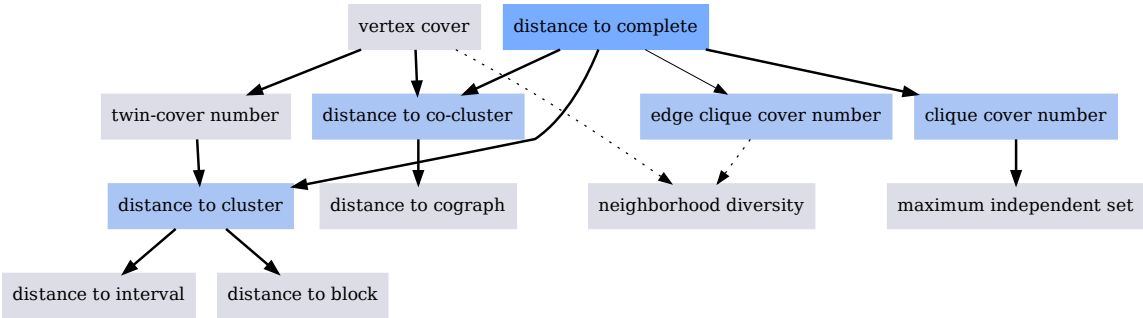 vertex cover
distance to complete
twin-cover number
distance to co-cluster
edge clique cover number
clique cover number
distance to cluster
distance to cograph
neighborhood diversity
maximum independent set
distance to interval
distance to block